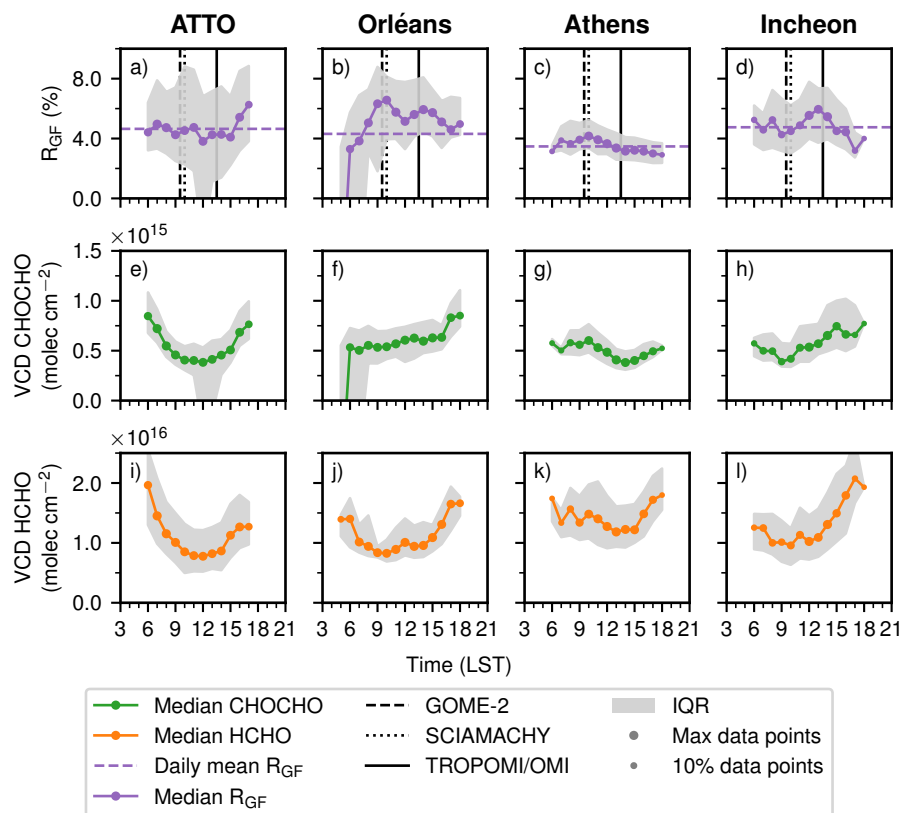 ATTO Orléans Athens Incheon
a) b) c) d)
R_GF (%)
8.0
4.0
0.0
×10^15
e) f) g) h)
VCD CHOCHO
(molec cm^−2)
1.5
1.0
0.5
0.0
×10^16
i) j) k) l)
VCD HCHO
(molec cm^−2)
2.0
1.0
0.0
3 6 9 12 15 18 21 3 6 9 12 15 18 21 3 6 9 12 15 18 21 3 6 9 12 15 18 21
Time (LST)
Median CHOCHO GOME-2 IQR
Median HCHO SCIAMACHY Max data points
Daily mean R_GF TROPOMI/OMI 10% data points
Median R_GF